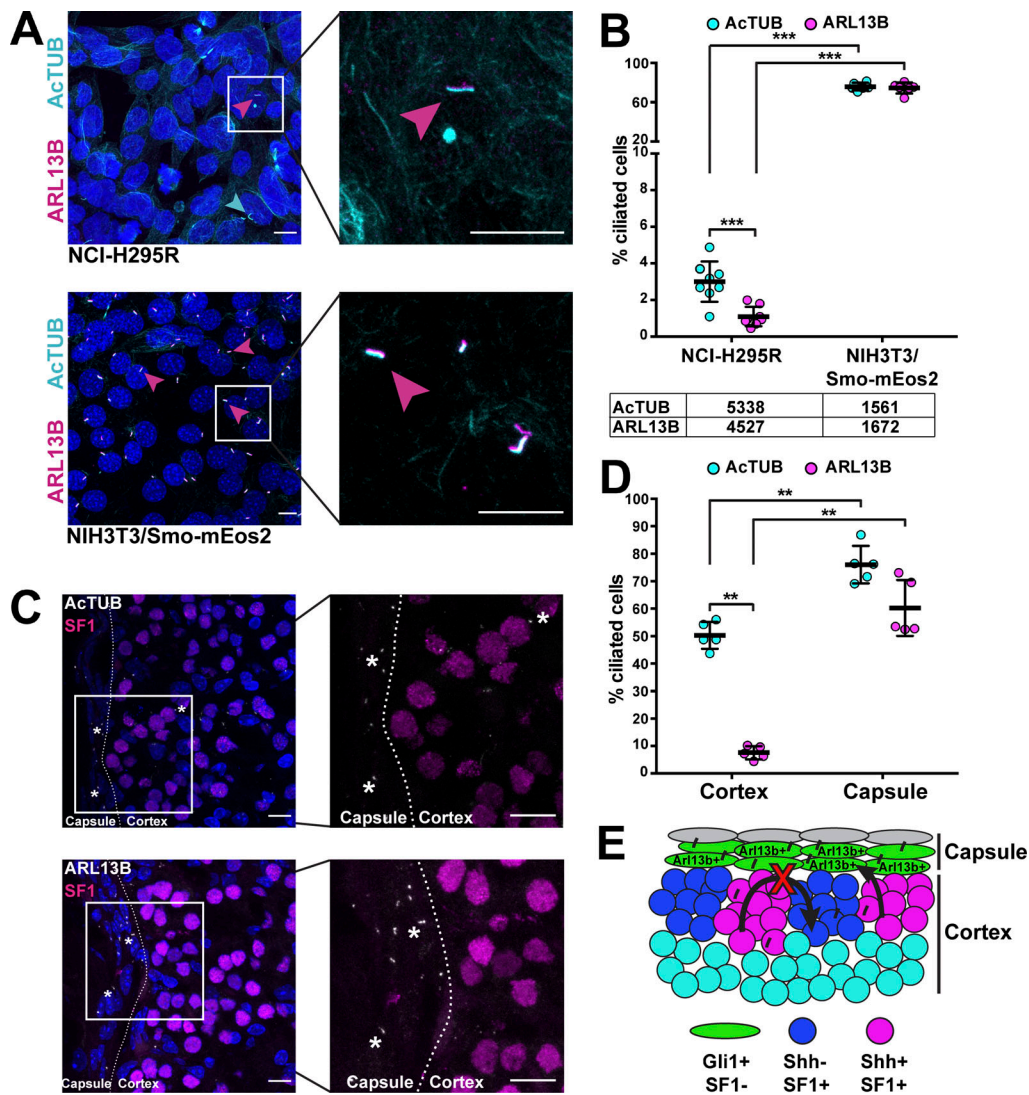 A
AcTUB
ARL13B
NCI-H295R
AcTUB
ARL13B
NIH3T3/Smo-mEos2
B
AcTUB ARL13B
***
***
***
% ciliated cells
100
60
20
10
8
6
4
2
0
NCI-H295R NIH3T3/
Smo-mEos2
AcTUB 5338 1561
ARL13B 4527 1672
C
AcTUB
SF1
*
*
*
Capsule Cortex
*
*
*
Capsule Cortex
ARL13B
SF1
*
*
Capsule Cortex
*
*
Capsule Cortex
D
AcTUB ARL13B
**
**
**
% ciliated cells
100
90
80
70
60
50
40
30
20
10
0
Cortex Capsule
E
Arl13b+ Arl13b+
Arl13b+ Arl13b+ Arl13b+
X
Capsule
Cortex
Gli1+ Shh- Shh+
SF1- SF1+ SF1+